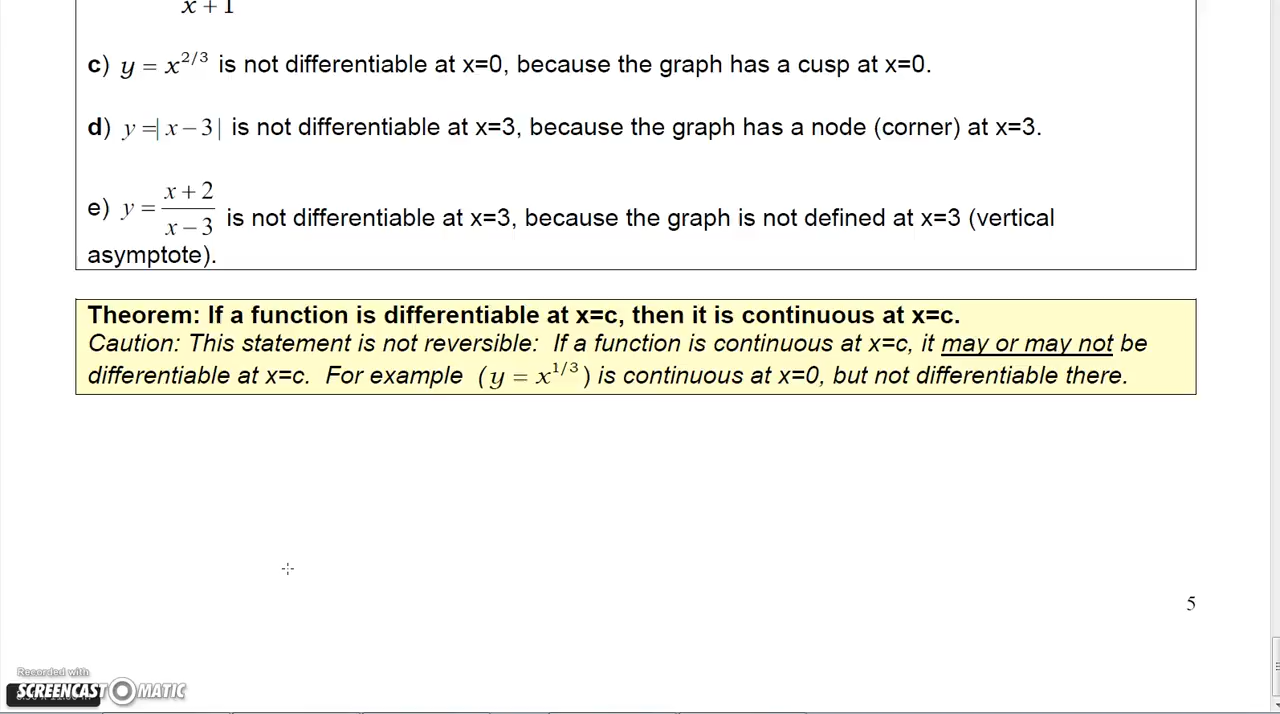 x + 1
c) y = x^{2/3} is not differentiable at x=0, because the graph has a cusp at x=0.
d) y =| x − 3 | is not differentiable at x=3, because the graph has a node (corner) at x=3.
e) y = \frac{x + 2}{x − 3} is not differentiable at x=3, because the graph is not defined at x=3 (vertical
asymptote).
Theorem: If a function is differentiable at x=c, then it is continuous at x=c.
Caution: This statement is not reversible: If a function is continuous at x=c, it may or may not be
differentiable at x=c. For example (y = x^{1/3}) is continuous at x=0, but not differentiable there.
5
Recorded with
SCREENCAST O MATIC